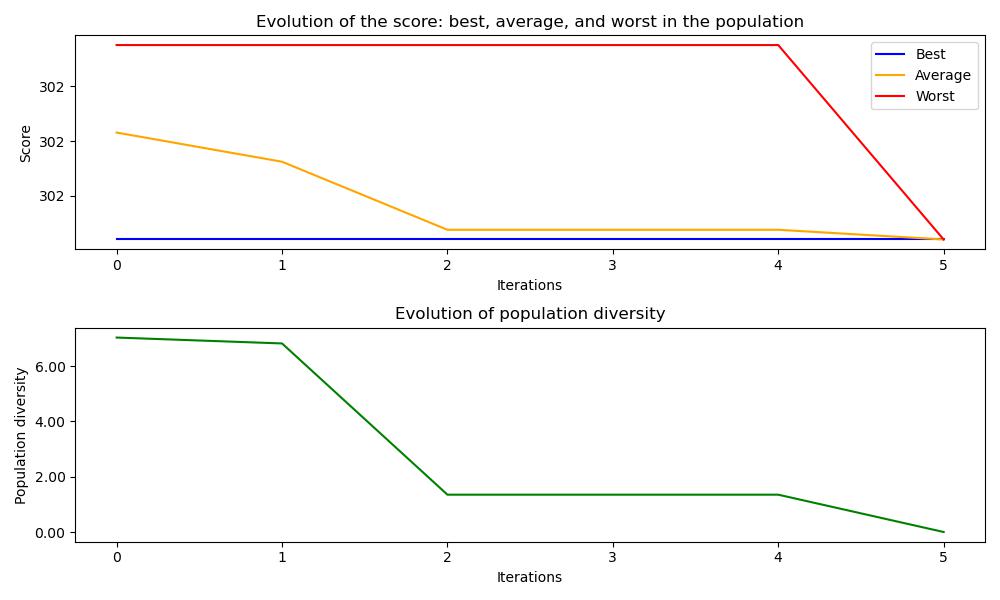 Evolution of the score: best, average, and worst in the population
302
302
302
Score
Best
Average
Worst
0 1 2 3 4 5
Iterations
Evolution of population diversity
6.00
4.00
2.00
0.00
Population diversity
0 1 2 3 4 5
Iterations